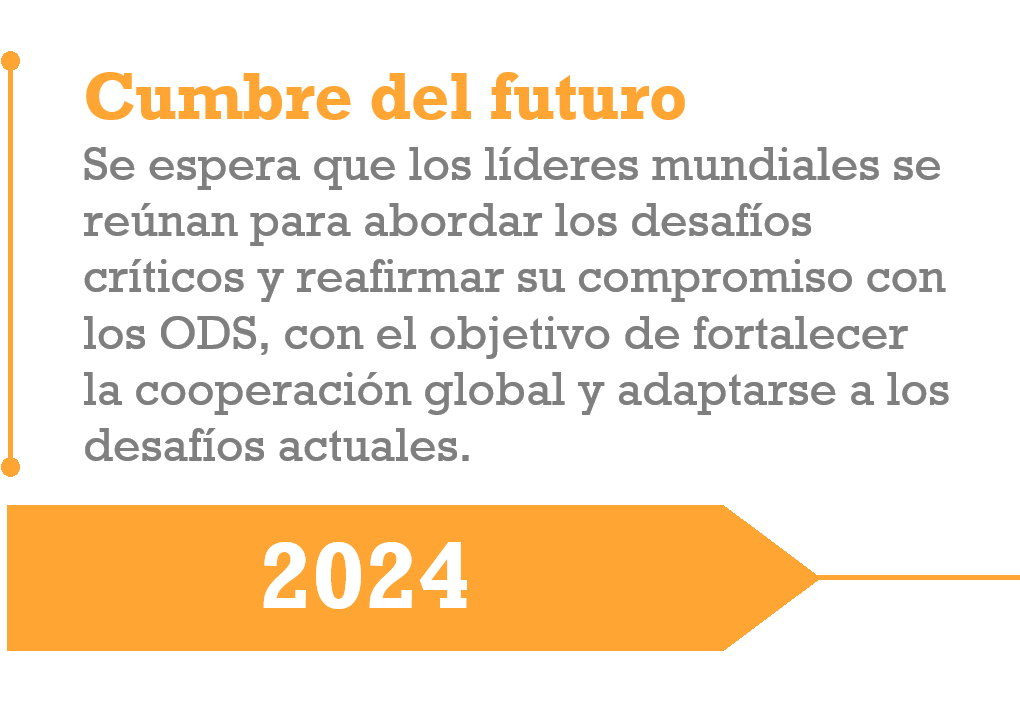 Cumbre del futuro
Se espera que los líderes mundiales se
reúnan para abordar los desafíos
críticos y reafirmar su compromiso con
los ODS, con el objetivo de fortalecer
la cooperación global y adaptarse a los
desafíos actuales.
2024